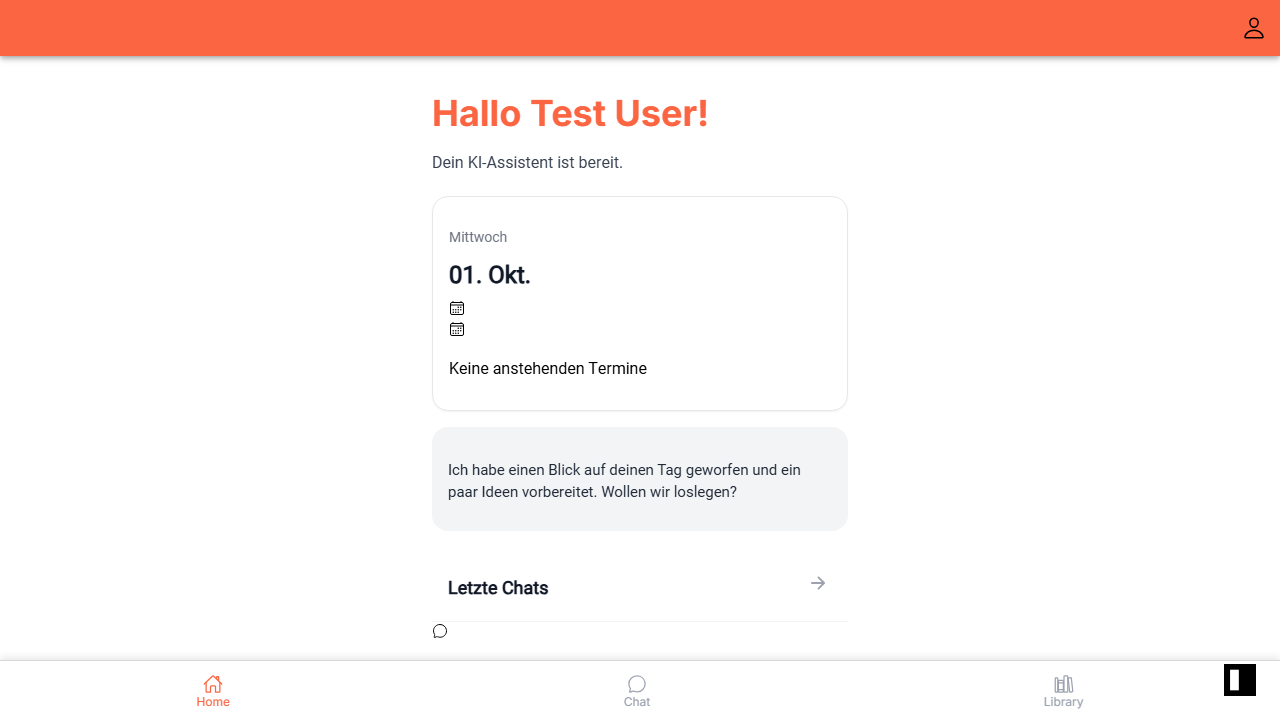 Hallo Test User!
Dein KI-Assistent ist bereit.
Mittwoch
01. Okt.
Keine anstehenden Termine
Ich habe einen Blick auf deinen Tag geworfen und ein
paar Ideen vorbereitet. Wollen wir loslegen?
Letzte Chats
Home
Chat
Library